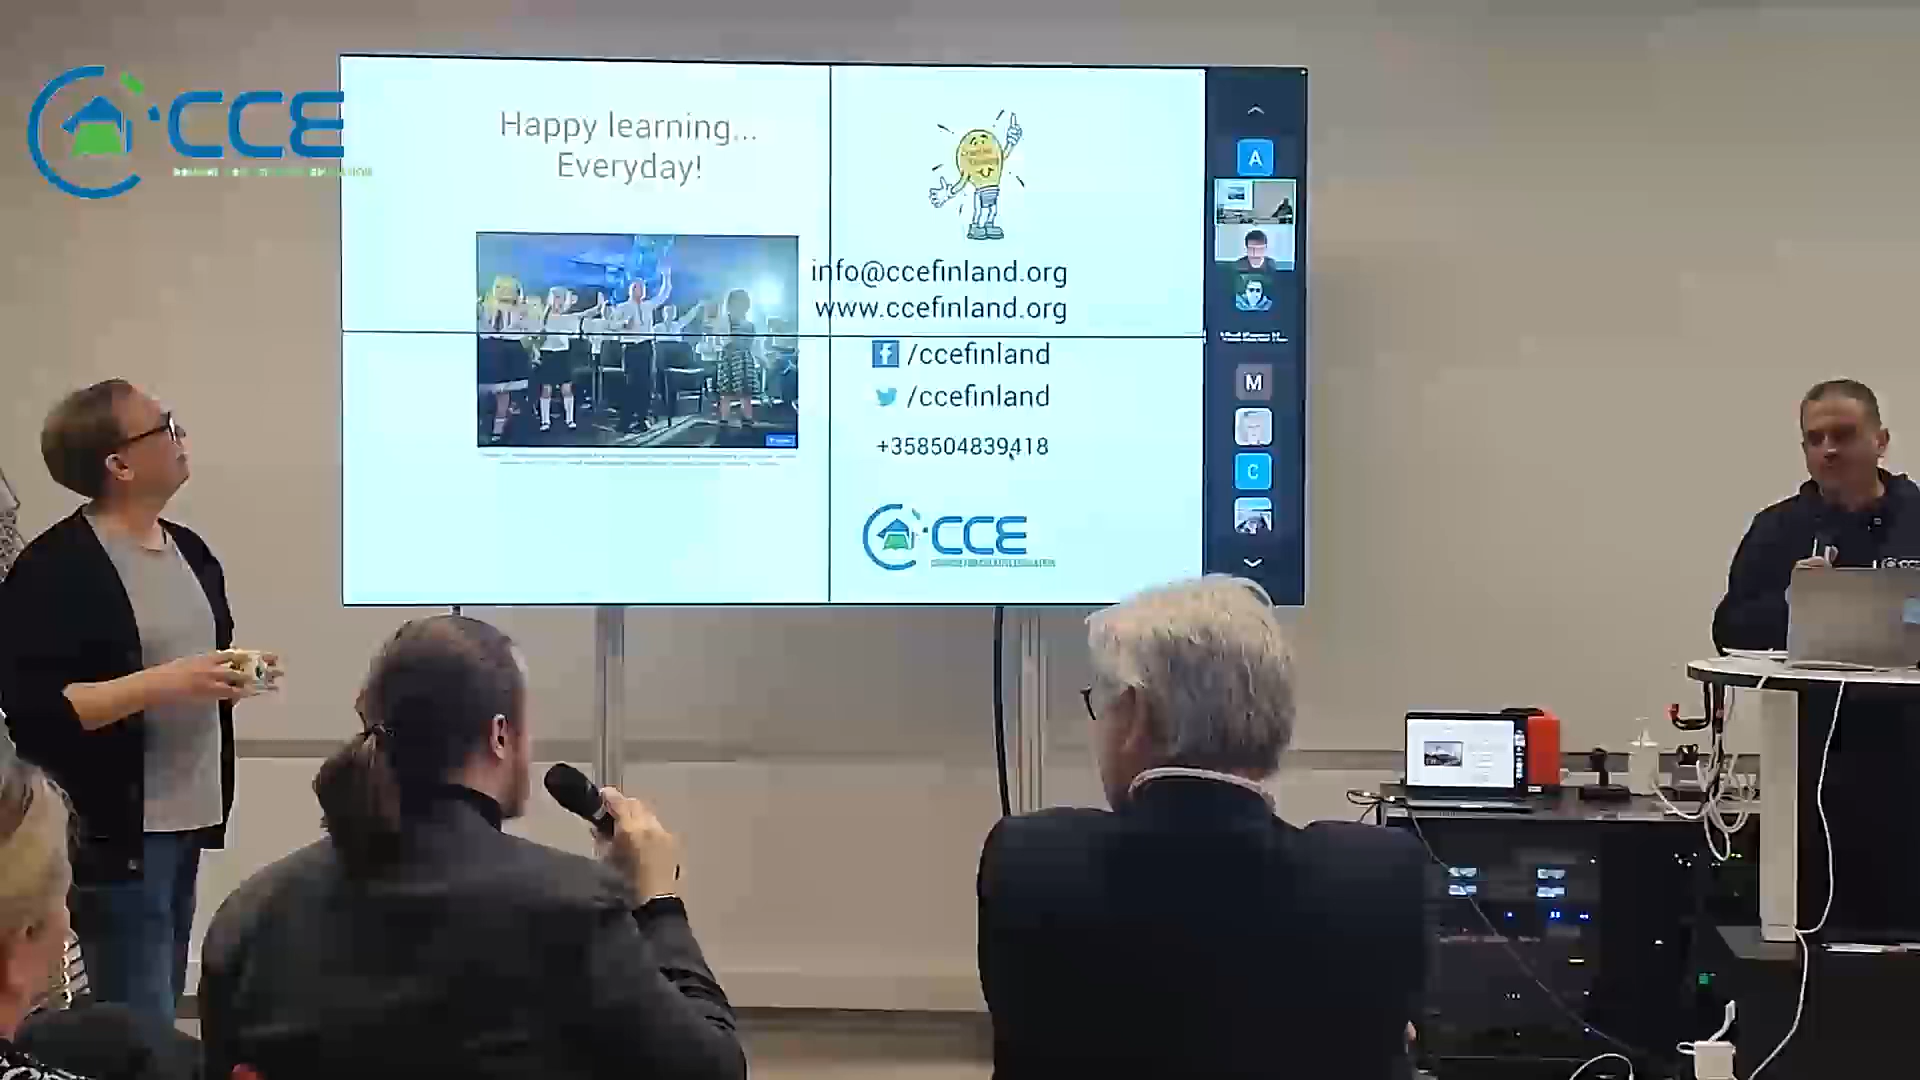 CCE
Happy learning...
Everyday!
info@ccefinland.org
www.ccefinland.org
/ccefinland
/ccefinland
+358504839418
CCE
A
M
C